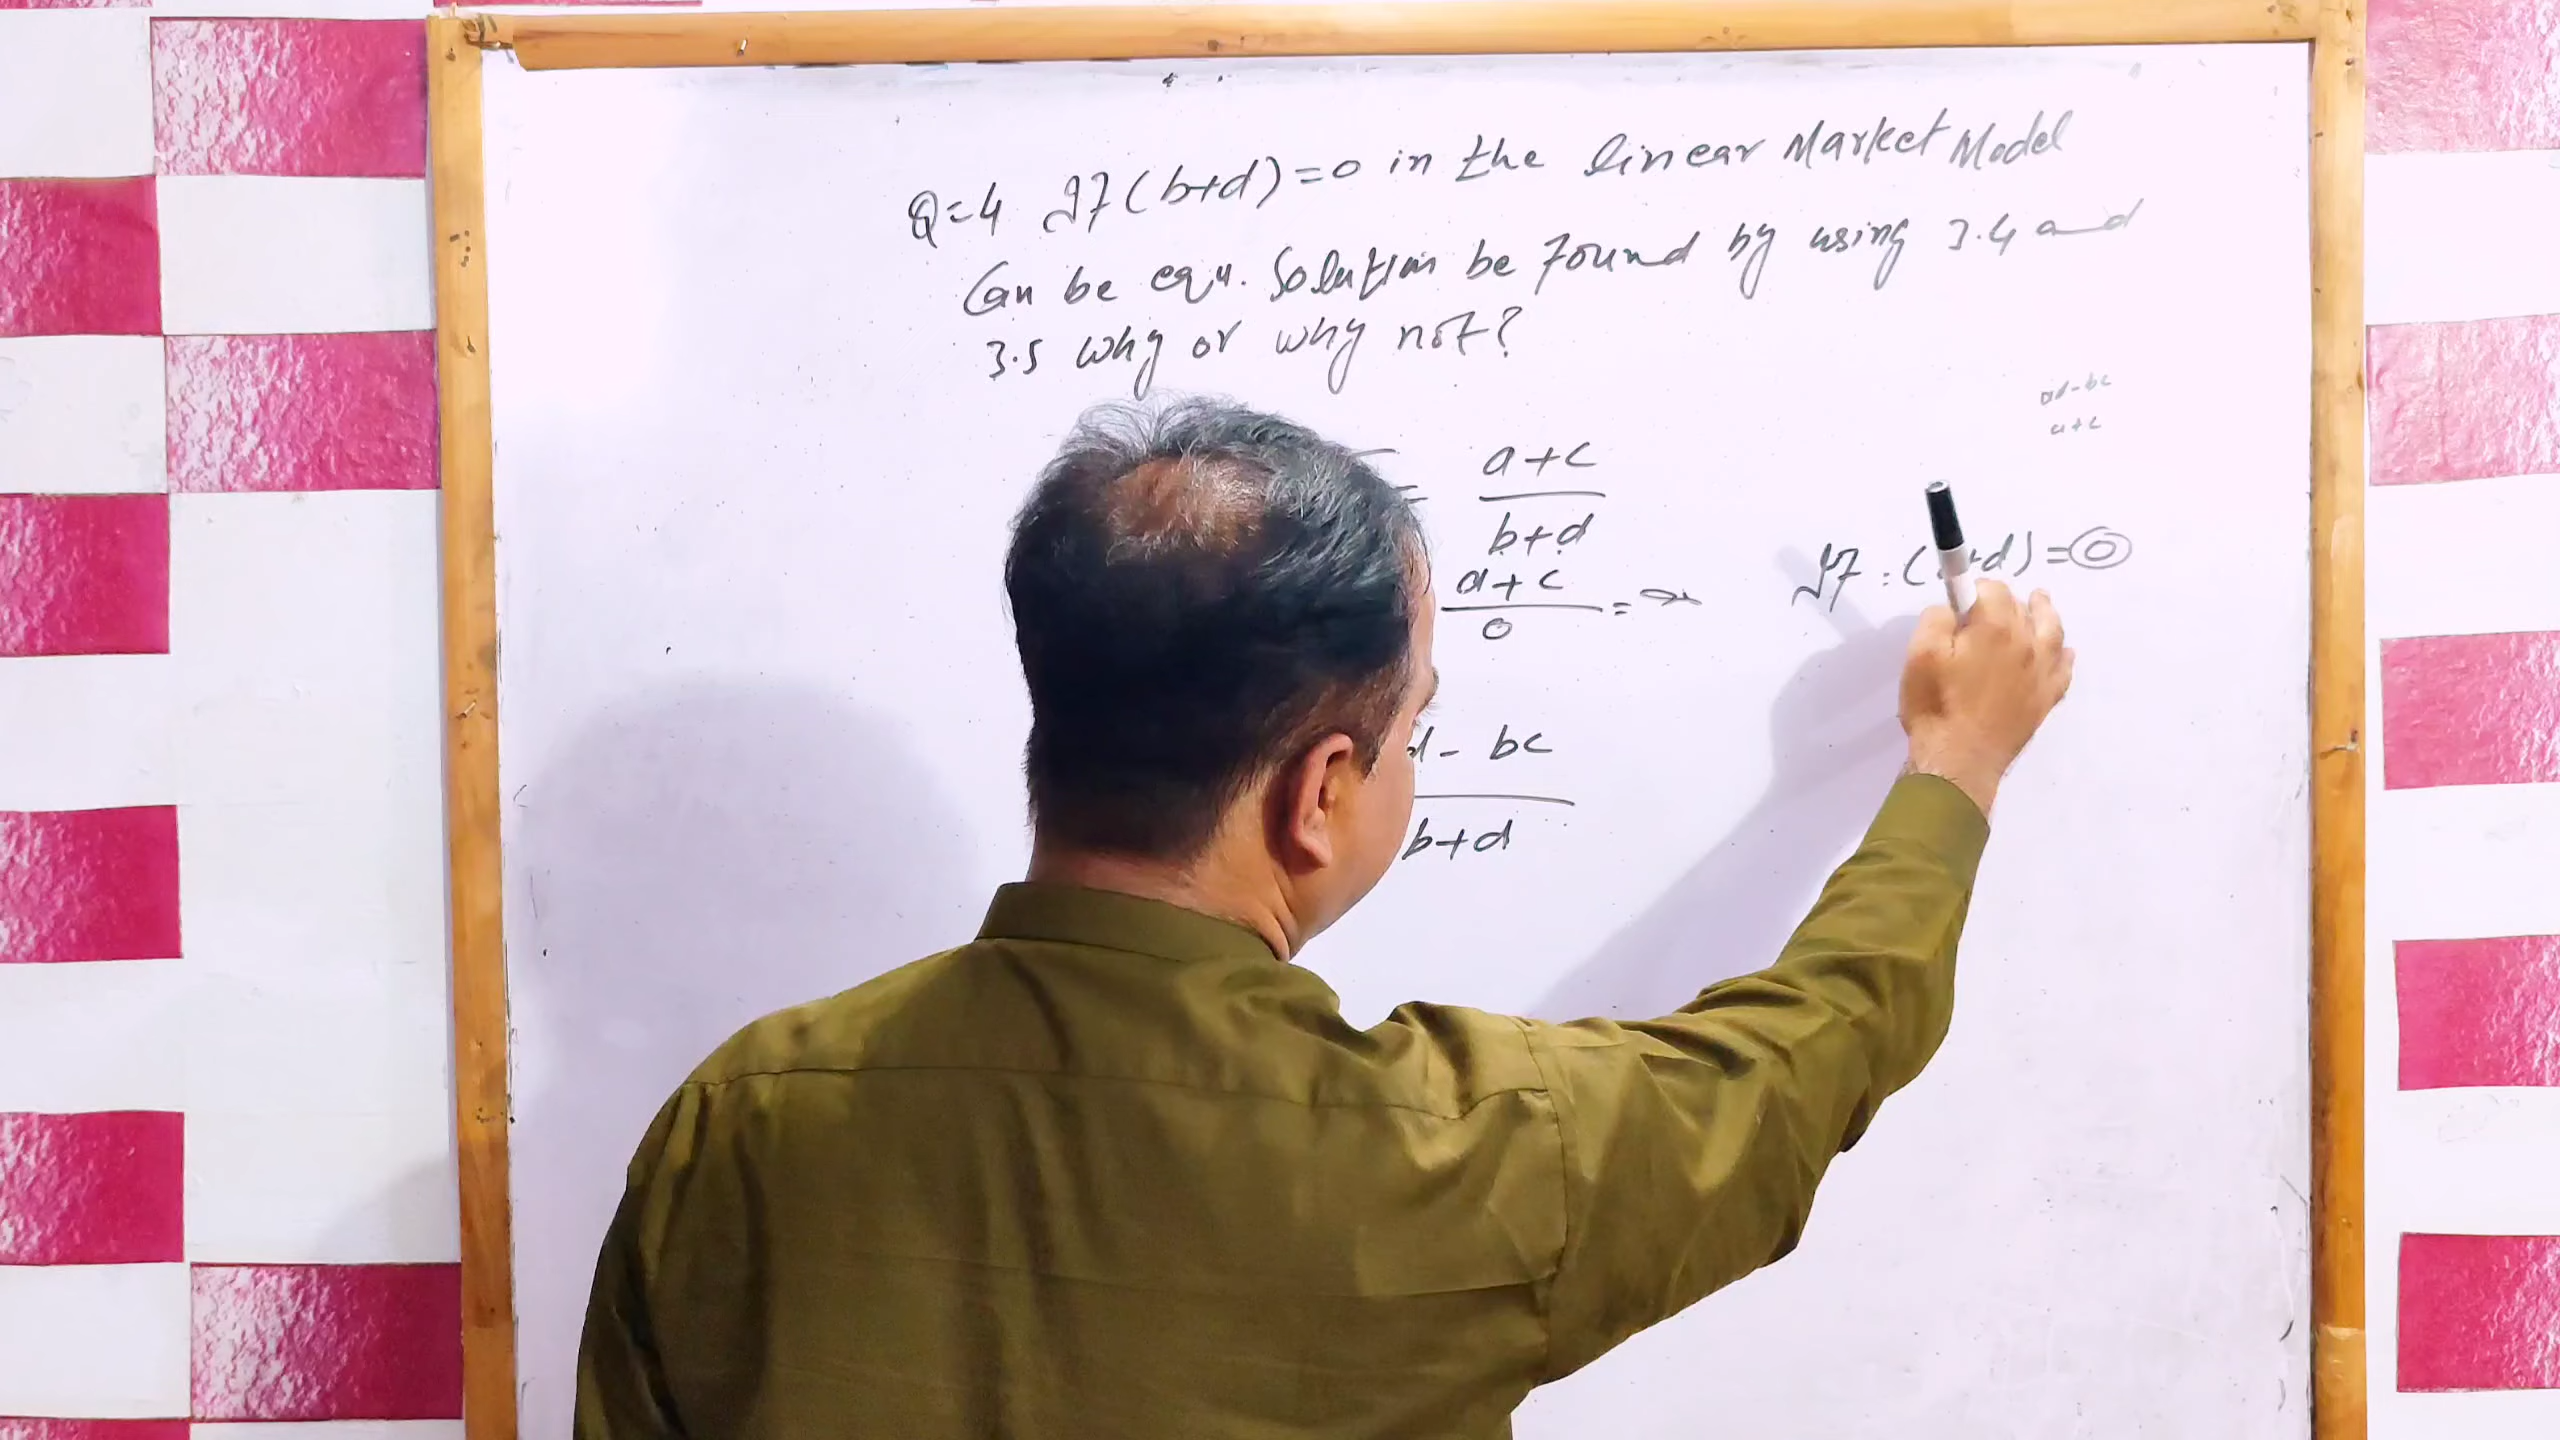 Q=4 If (b+d)=0 in the linear Market Model
Can be equ. Solution be found by using 3.4 and
3.5 why or why not?
ad-bc
a+c
= a+c
b+d
a+c
0
= ∞
If : ( +d) = 0
d - bc
b+d